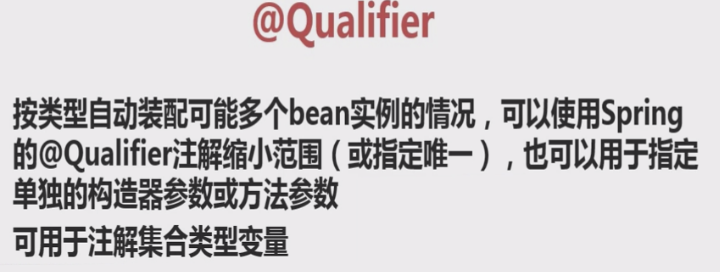 @Qualifier
按类型自动装配可能多个bean实例的情况，可以使用Spring
的@Qualifier注解缩小范围（或指定唯一），也可以用于指定
单独的构造器参数或方法参数
可用于注解集合类型变量